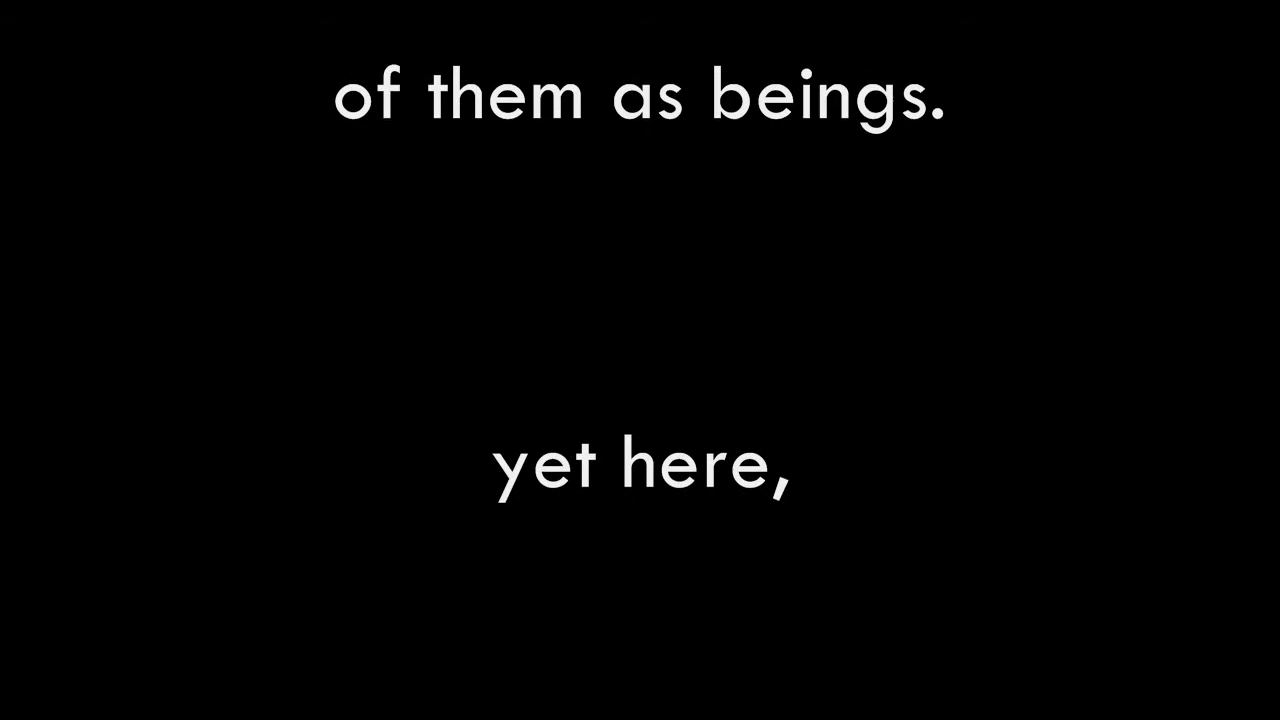 of them as beings.
yet here,